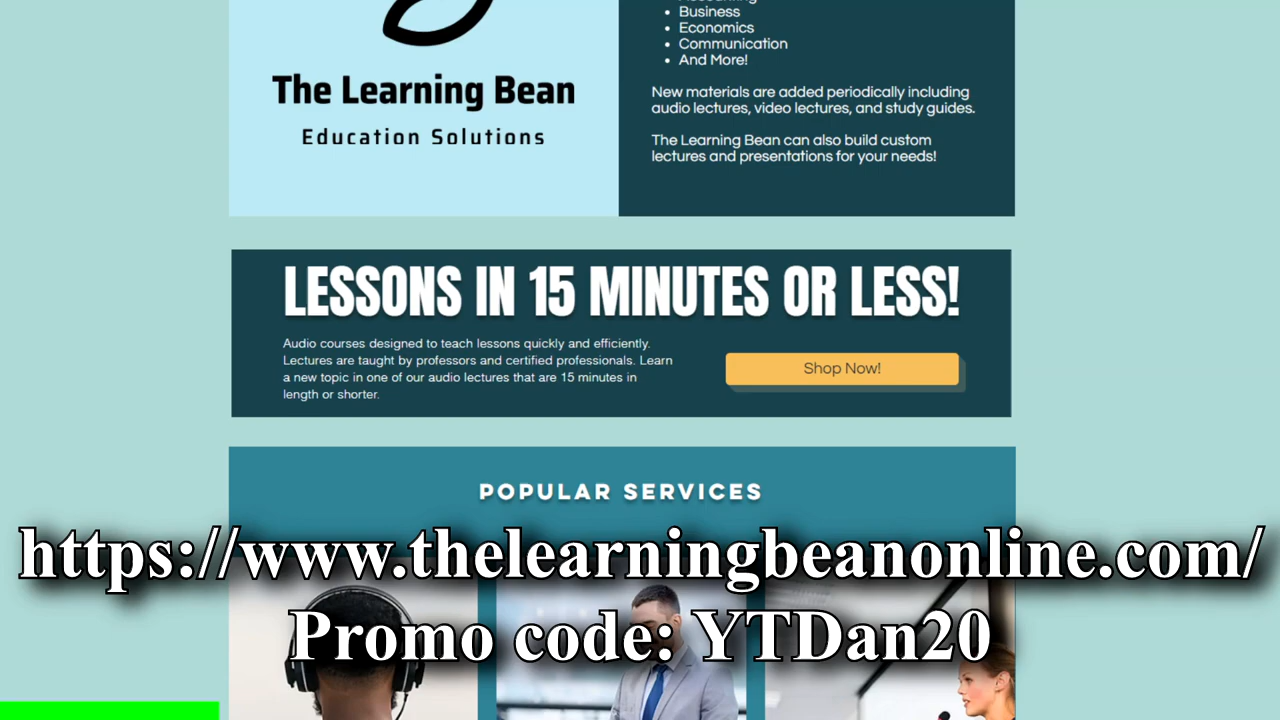 Accounting
Business
Economics
Communication
And More!
New materials are added periodically including
audio lectures, video lectures, and study guides.
The Learning Bean can also build custom
lectures and presentations for your needs!
The Learning Bean
Education Solutions
LESSONS IN 15 MINUTES OR LESS!
Audio courses designed to teach lessons quickly and efficiently.
Lectures are taught by professors and certified professionals. Learn
a new topic in one of our audio lectures that are 15 minutes in
length or shorter.
Shop Now!
POPULAR SERVICES
https://www.thelearningbeanonline.com/
Promo code: YTDan20